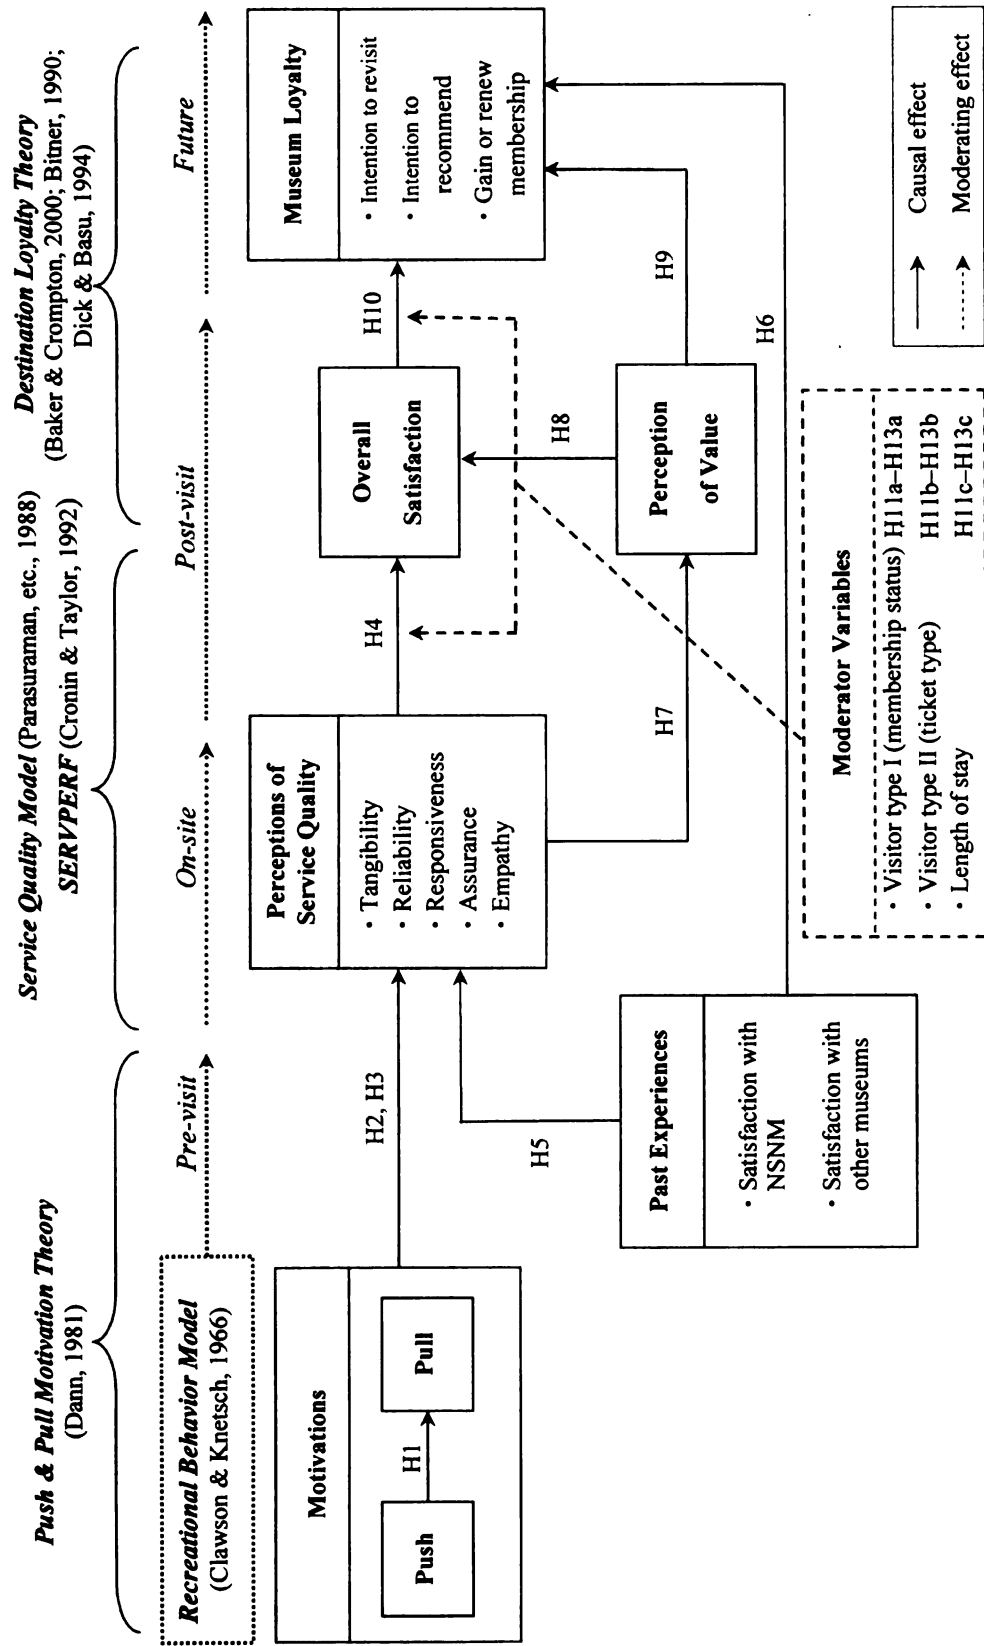 Push & Pull Motivation Theory
(Dann, 1981)
Service Quality Model (Parasuraman, etc., 1988)
SERVPERF (Cronin & Taylor, 1992)
Destination Loyalty Theory
(Baker & Crompton, 2000; Bitner, 1990;
Dick & Basu, 1994)
Recreational Behavior Model
(Clawson & Knetsch, 1966)
Pre-visit
On-site
Post-visit
Future
Motivations
Push
H1
Pull
H2, H3
Perceptions of
Service Quality
• Tangibility
• Reliability
• Responsiveness
• Assurance
• Empathy
H4
Overall
Satisfaction
H10
Museum Loyalty
• Intention to revisit
• Intention to
recommend
• Gain or renew
membership
H5
H7
H8
H9
H6
Past Experiences
• Satisfaction with
NSNM
• Satisfaction with
other museums
Perception
of Value
Moderator Variables
• Visitor type I (membership status) H11a–H13a
• Visitor type II (ticket type) H11b–H13b
• Length of stay H11c–H13c
Causal effect
Moderating effect